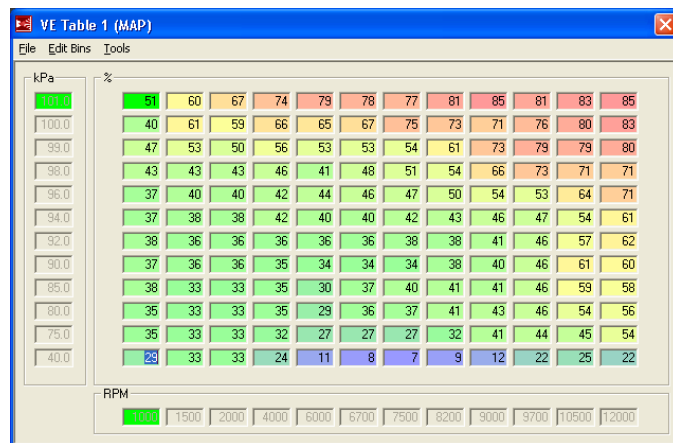 VE Table 1 (MAP)
File Edit Bins Tools
kPa %
101.0 51 60 67 74 79 78 77 81 85 81 83 85
100.0 40 61 59 66 65 67 75 73 71 76 80 83
99.0 47 53 50 56 53 53 54 61 73 79 79 80
98.0 43 43 43 46 41 48 51 54 66 73 71 71
96.0 37 40 40 42 44 46 47 50 54 53 64 71
94.0 37 38 38 42 40 40 42 43 46 47 54 61
92.0 38 36 36 36 36 36 38 38 41 46 57 62
90.0 37 36 36 35 34 34 34 38 40 46 61 60
85.0 38 33 33 35 30 37 40 41 41 46 59 58
80.0 35 33 33 35 29 36 37 41 43 46 54 56
75.0 35 33 33 32 27 27 27 32 41 44 45 54
40.0 29 33 33 24 11 8 7 9 12 22 25 22
RPM
1000 1500 2000 4000 6000 6700 7500 8200 9000 9700 10500 12000